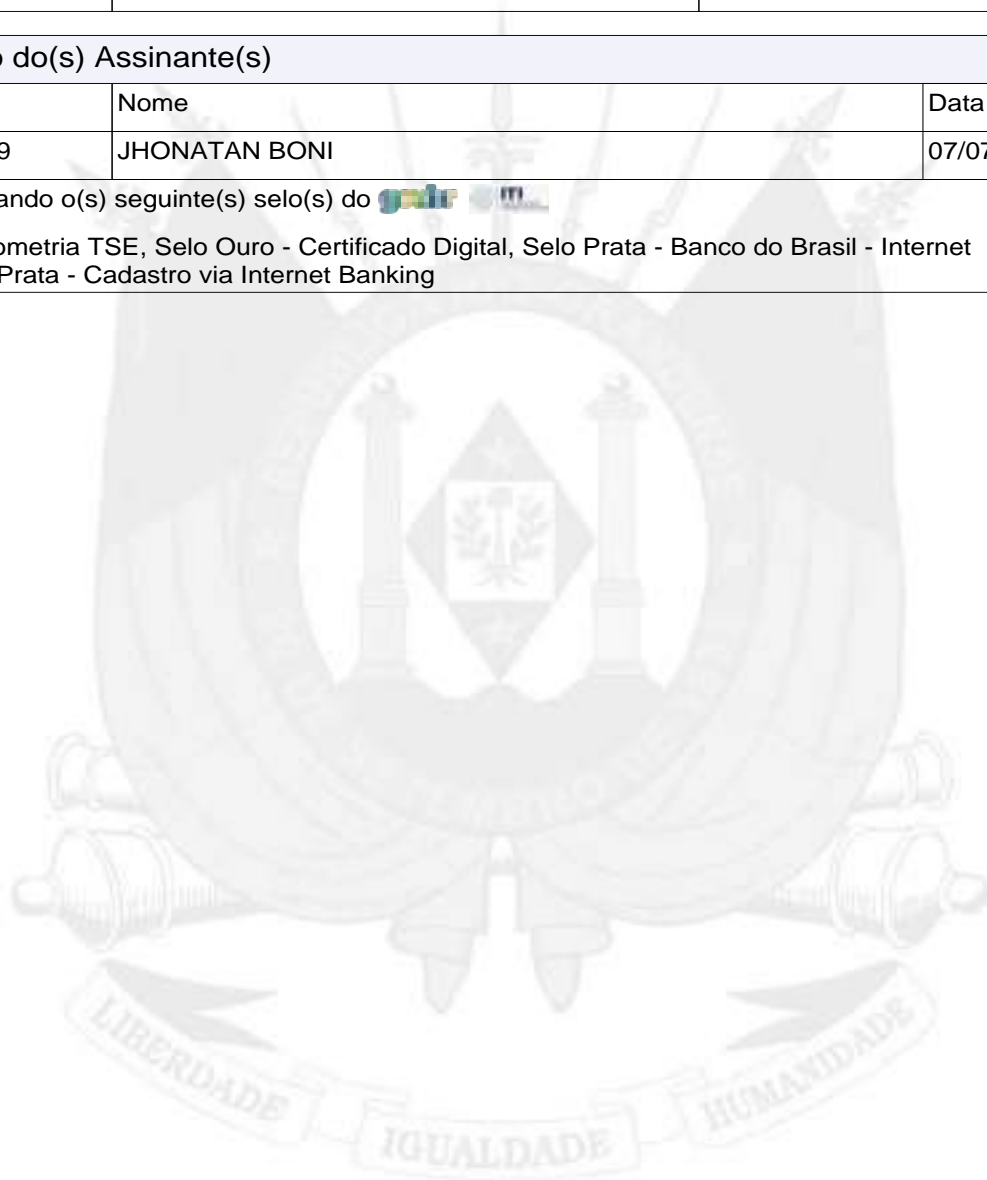 o do(s) Assinante(s)
Nome Data
9 JHONATAN BONI 07/07
ando o(s) seguinte(s) selo(s) do
ometria TSE, Selo Ouro - Certificado Digital, Selo Prata - Banco do Brasil - Internet
Prata - Cadastro via Internet Banking
LIBERDADE
IGUALDADE
HUMANIDADE